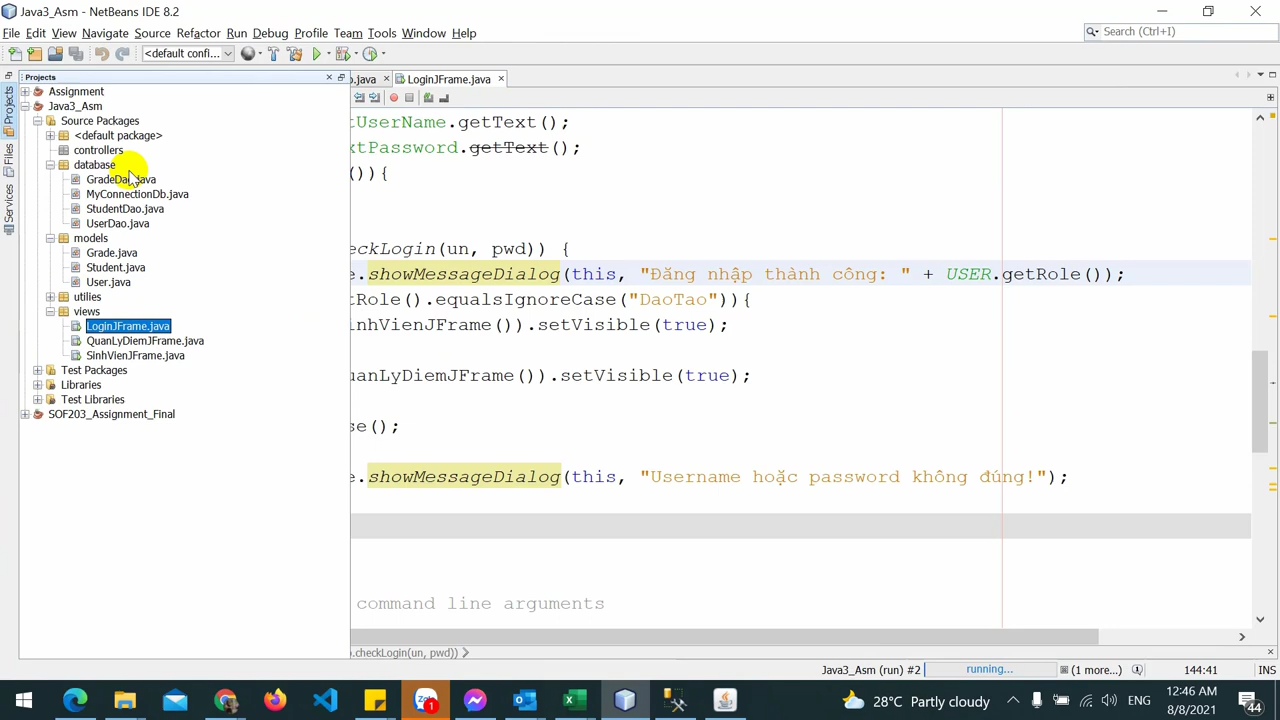 Java3_Asm - NetBeans IDE 8.2
File Edit View Navigate Source Refactor Run Debug Profile Team Tools Window Help
Search (Ctrl+I)
<default confi...
Projects
.java
LoginJFrame.java
Projects
Files
Services
Assignment
Java3_Asm
Source Packages
<default package>
controllers
database
GradeDao.java
MyConnectionDb.java
StudentDao.java
UserDao.java
models
Grade.java
Student.java
User.java
utilies
views
LoginJFrame.java
QuanLyDiemJFrame.java
SinhVienJFrame.java
Test Packages
Libraries
Test Libraries
SOF203_Assignment_Final
tUserName.getText();
xtPassword.getText();
()){
eckLogin(un, pwd)) {
e.showMessageDialog(this, "Đăng nhập thành công: " + USER.getRole());
tRole().equalsIgnoreCase("DaoTao")){
inhVienJFrame()).setVisible(true);
uanLyDiemJFrame()).setVisible(true);
se();
e.showMessageDialog(this, "Username hoặc password không đúng!");
command line arguments
o.checkLogin(un, pwd))
Java3_Asm (run) #2
running...
(1 more...)
144:41
INS
1
28°C Partly cloudy
ENG
12:46 AM
8/8/2021
44